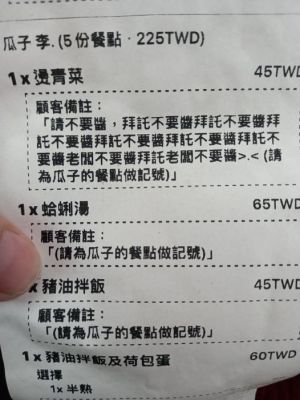 瓜子 李. (5 份餐點 · 225TWD)
1 x 燙青菜 45TWD
顧客備註：
「請不要醬，拜託不要醬拜託不要醬拜
託不要醬拜託不要醬拜託不要醬拜託不
要醬老闆不要醬拜託老闆不要醬>.< (請
為瓜子的餐點做記號)」
1 x 蛤蜊湯 65TWD
顧客備註：
「(請為瓜子的餐點做記號)」
x 豬油拌飯 45TWD
顧客備註：
「(請為瓜子的餐點做記號)」
1 x 豬油拌飯及荷包蛋 60TWD
選擇
1x 半熟